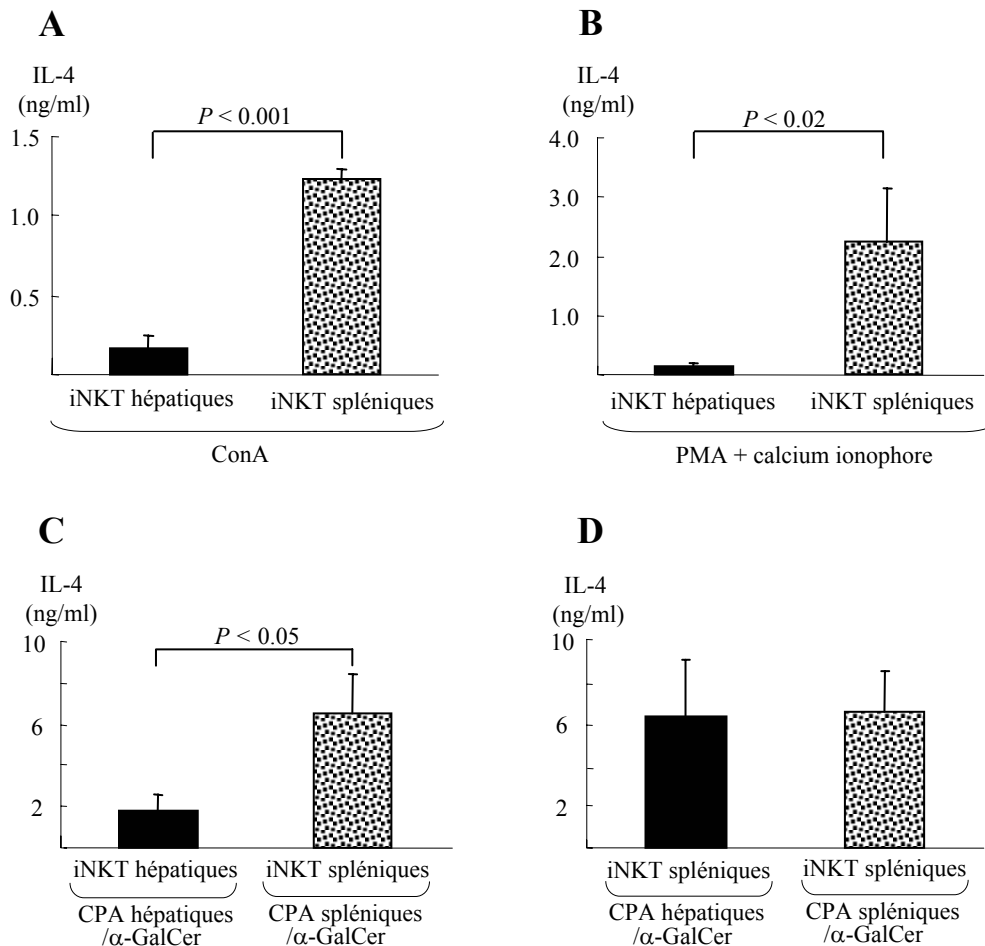 A
IL-4
(ng/ml)
P < 0.001
1.5
1.0
0.5
iNKT hépatiques
iNKT spléniques
ConA
B
IL-4
(ng/ml)
P < 0.02
4.0
3.0
2.0
1.0
iNKT hépatiques
iNKT spléniques
PMA + calcium ionophore
C
IL-4
(ng/ml)
P < 0.05
10
6
2
iNKT hépatiques
iNKT spléniques
CPA hépatiques
/α-GalCer
CPA spléniques
/α-GalCer
D
IL-4
(ng/ml)
10
6
2
iNKT spléniques
iNKT spléniques
CPA hépatiques
/α-GalCer
CPA spléniques
/α-GalCer